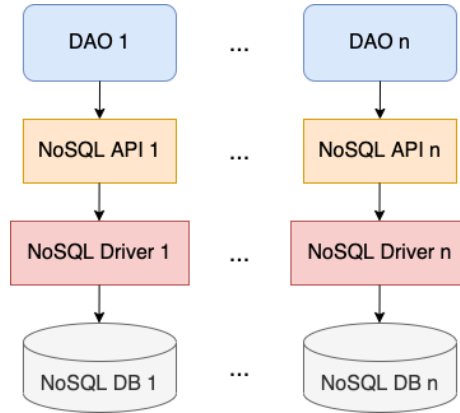 DAO 1 ... DAO n
NoSQL API 1 ... NoSQL API n
NoSQL Driver 1 ... NoSQL Driver n
NoSQL DB 1 ... NoSQL DB n